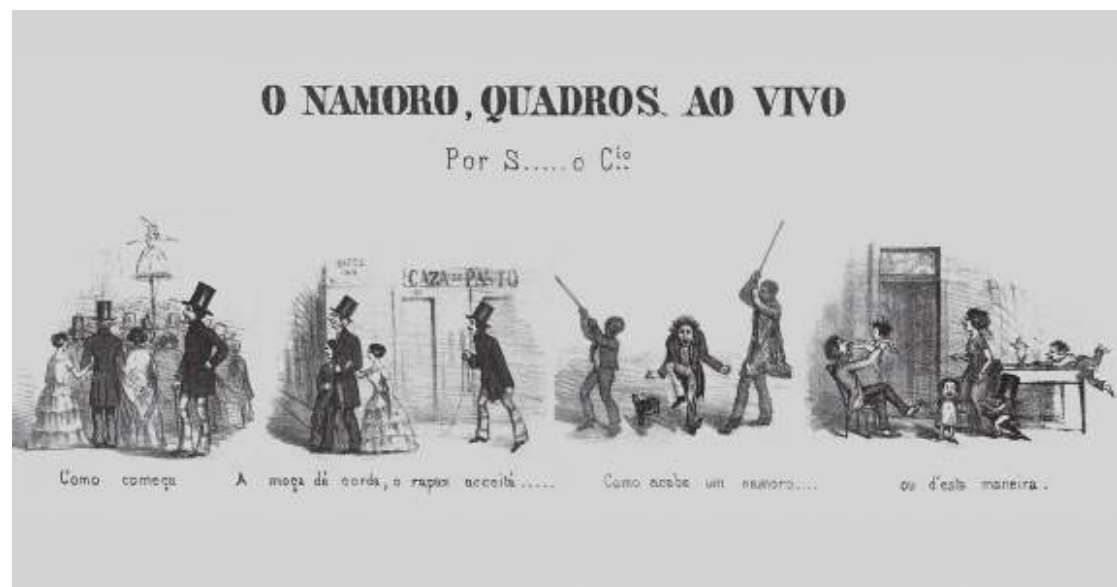 O NAMORO, QUADROS. AO VIVO
Por S.....o C.io
CAZA DE PASTO
Como começa
A moça dá corda, o rapaz acceitá.....
Como acaba um namoro....
ou d'esta maneira.